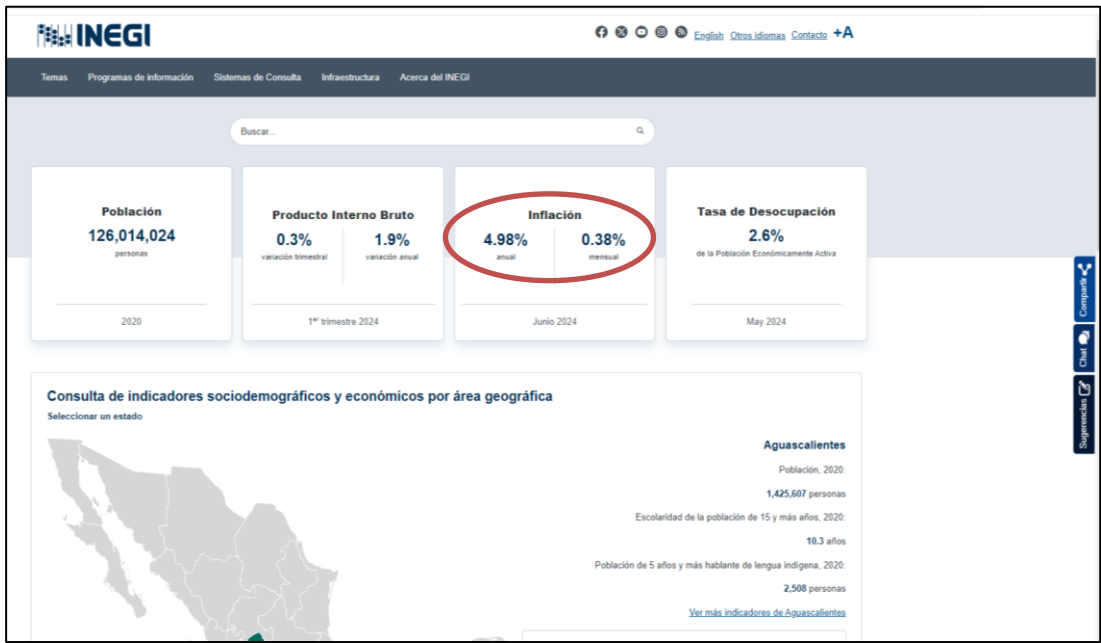 INEGI
English Otros idiomas Contacto +A
Temas Programas de información Sistemas de Consulta Infraestructura Acerca del INEGI
Buscar...
Población
126,014,024
personas
2020
Producto Interno Bruto
0.3% 1.9%
variación trimestral variación anual
1er trimestre 2024
Inflación
4.98% 0.38%
anual mensual
Junio 2024
Tasa de Desocupación
2.6%
de la Población Económicamente Activa
May 2024
Compartir
Chat
Sugerencias
Consulta de indicadores sociodemográficos y económicos por área geográfica
Seleccionar un estado
Aguascalientes
Población, 2020:
1,425,607 personas
Escolaridad de la población de 15 y más años, 2020:
10.3 años
Población de 5 años y más hablante de lengua indígena, 2020:
2,508 personas
Ver más indicadores de Aguascalientes